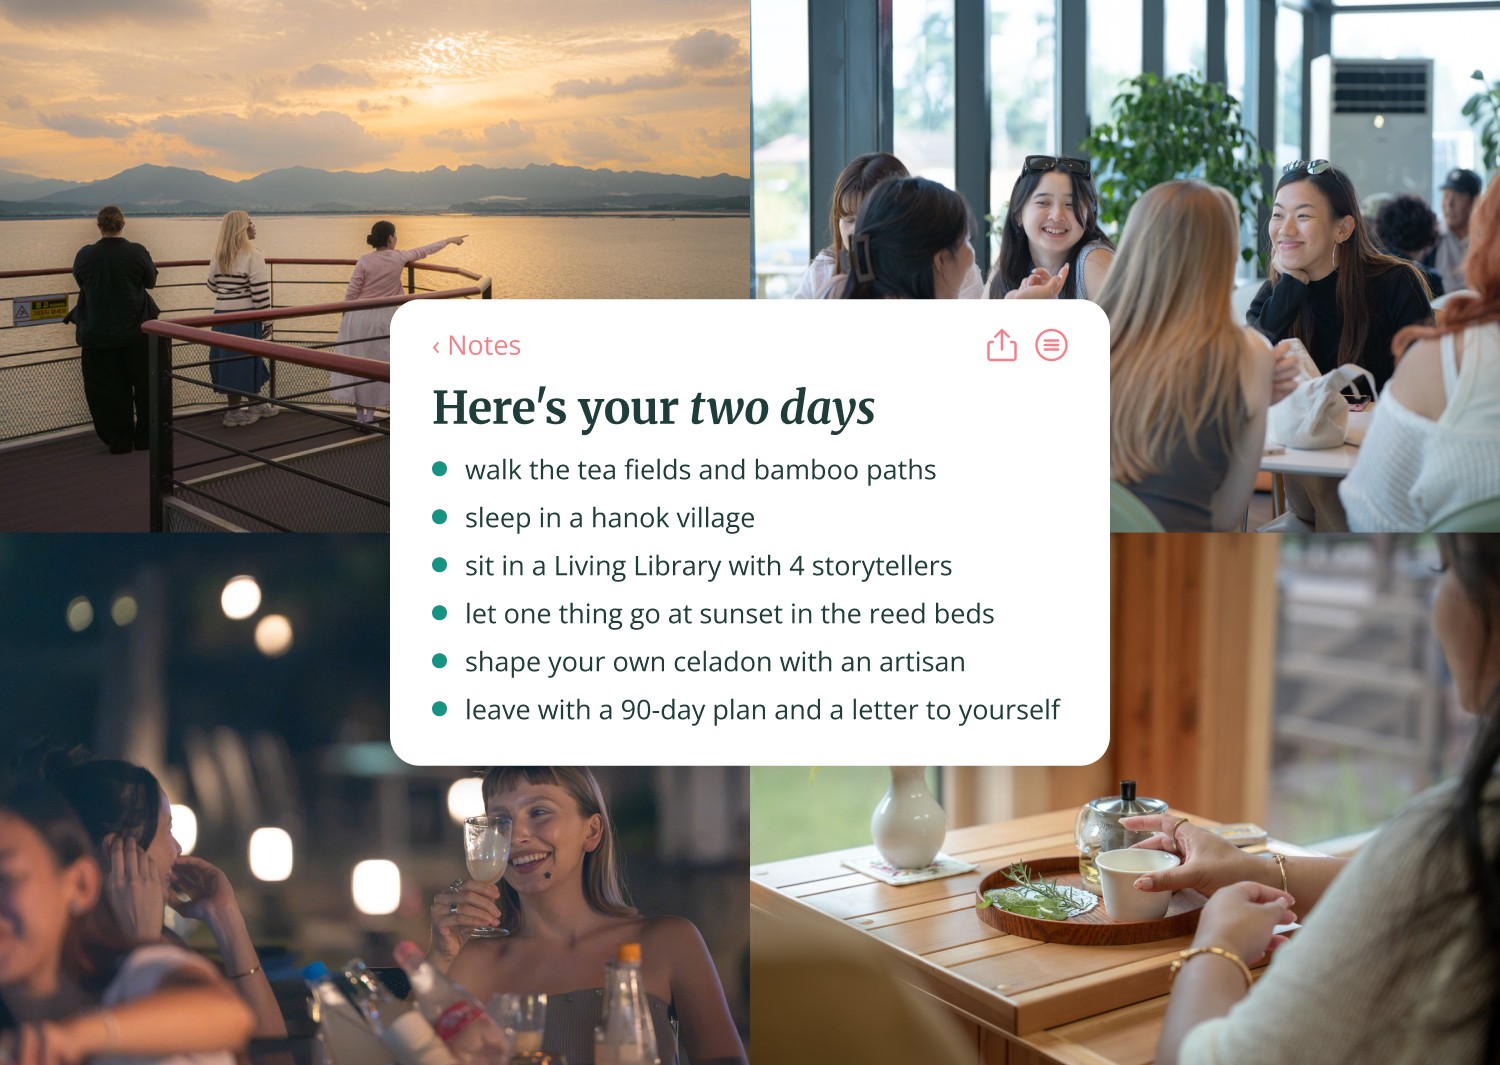 ‹ Notes
Here's your two days
walk the tea fields and bamboo paths
sleep in a hanok village
sit in a Living Library with 4 storytellers
let one thing go at sunset in the reed beds
shape your own celadon with an artisan
leave with a 90-day plan and a letter to yourself